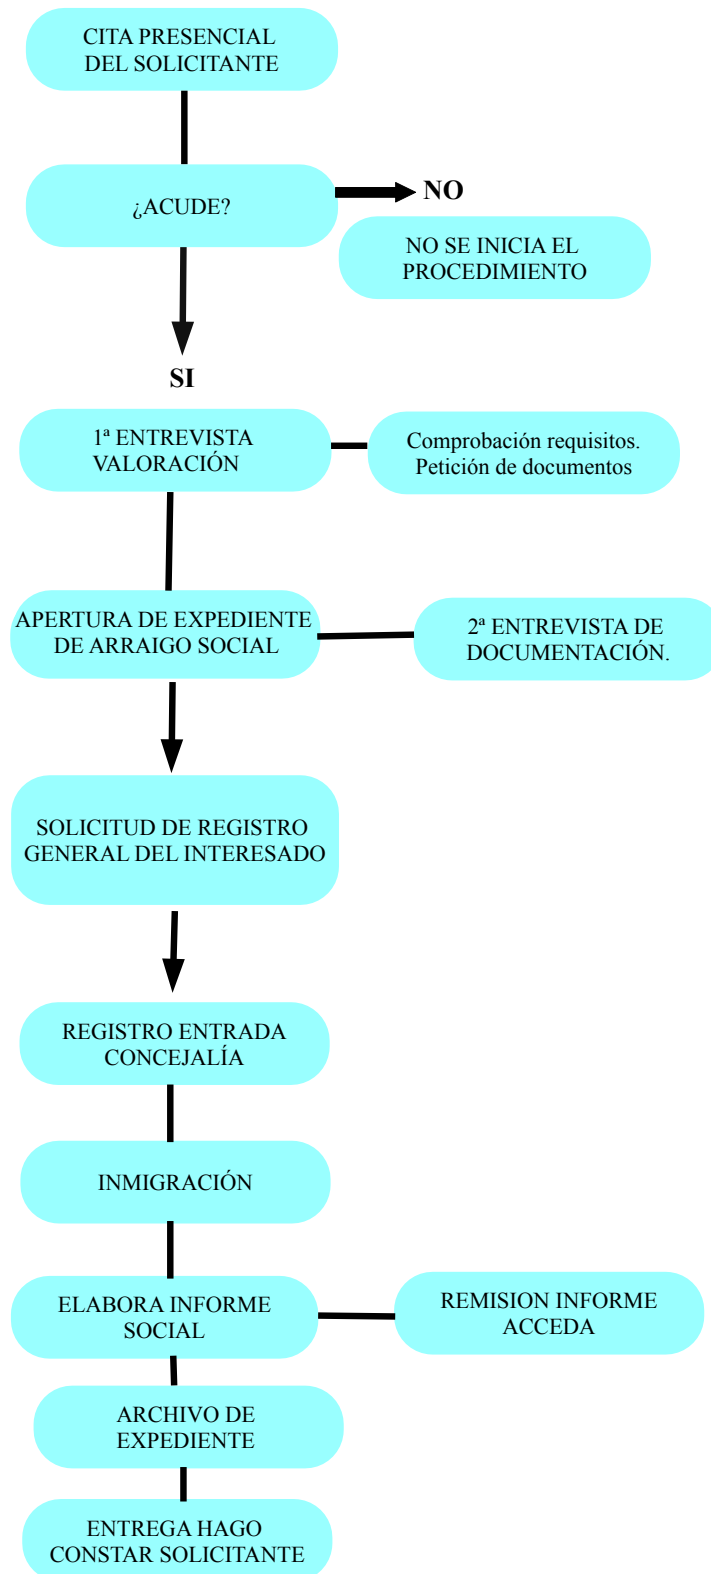 CITA PRESENCIAL
DEL SOLICITANTE
¿ACUDE?
NO
NO SE INICIA EL
PROCEDIMIENTO
SI
1ª ENTREVISTA
VALORACIÓN
Comprobación requisitos.
Petición de documentos
APERTURA DE EXPEDIENTE
DE ARRAIGO SOCIAL
2ª ENTREVISTA DE
DOCUMENTACIÓN.
SOLICITUD DE REGISTRO
GENERAL DEL INTERESADO
REGISTRO ENTRADA
CONCEJALÍA
INMIGRACIÓN
ELABORA INFORME
SOCIAL
REMISION INFORME
ACCEDA
ARCHIVO DE
EXPEDIENTE
ENTREGA HAGO
CONSTAR SOLICITANTE